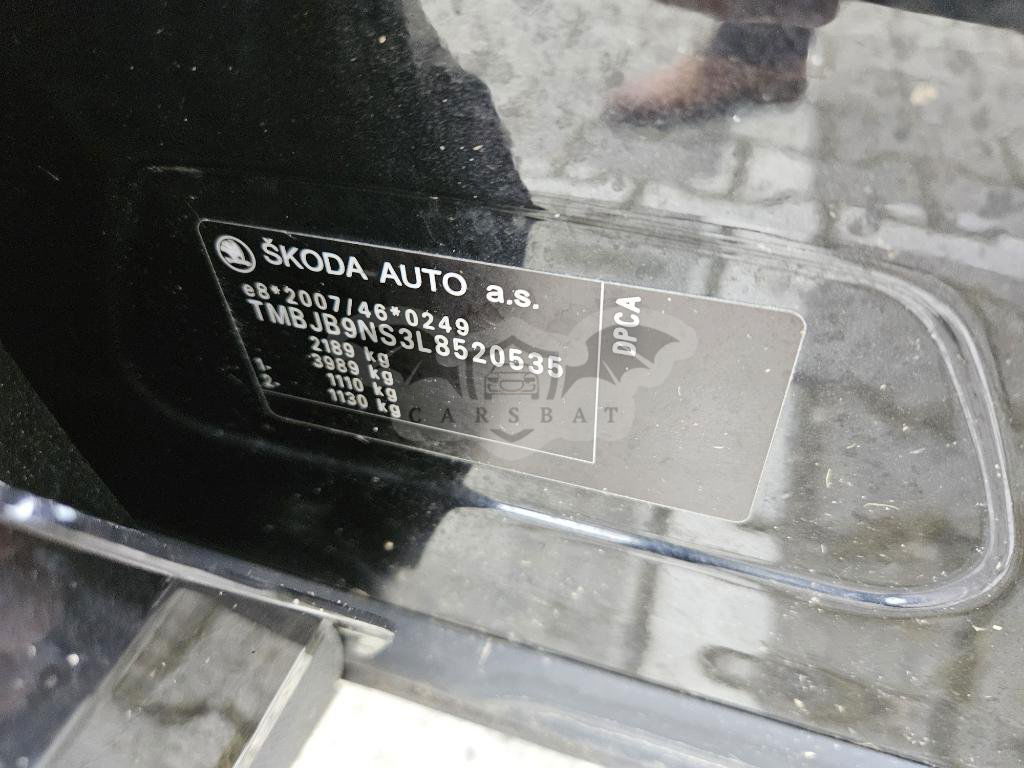 ŠKODA AUTO a.s.
e8*2007/46*0249
TMBJB9NS3L8520535
2189 kg
1. 3989 kg
2. 1110 kg
1130 kg
DPCA
CARSBAT